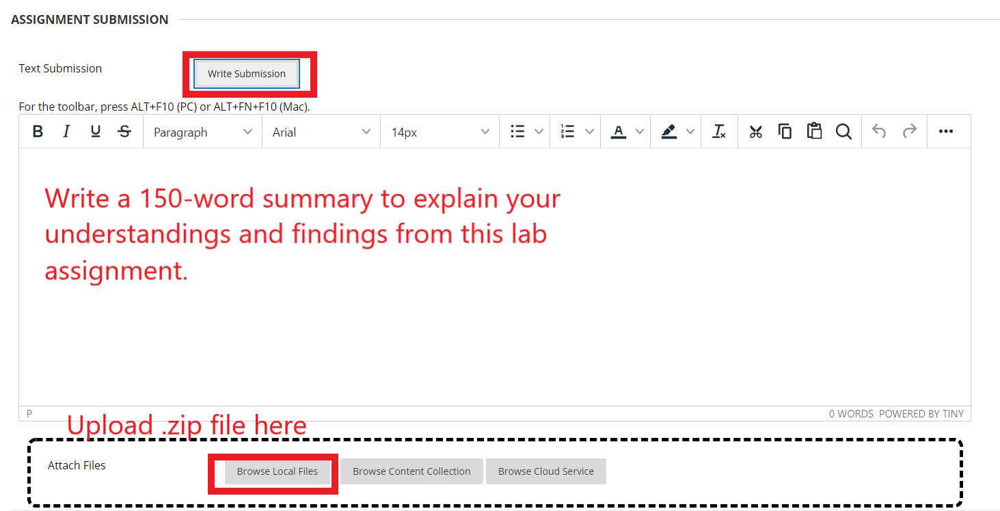 ASSIGNMENT SUBMISSION
Text Submission
Write Submission
For the toolbar, press ALT+F10 (PC) or ALT+FN+F10 (Mac).
B I U S Paragraph Arial 14px A
Write a 150-word summary to explain your
understandings and findings from this lab
assignment.
P 0 WORDS POWERED BY TINY
Upload .zip file here
Attach Files Browse Local Files Browse Content Collection Browse Cloud Service